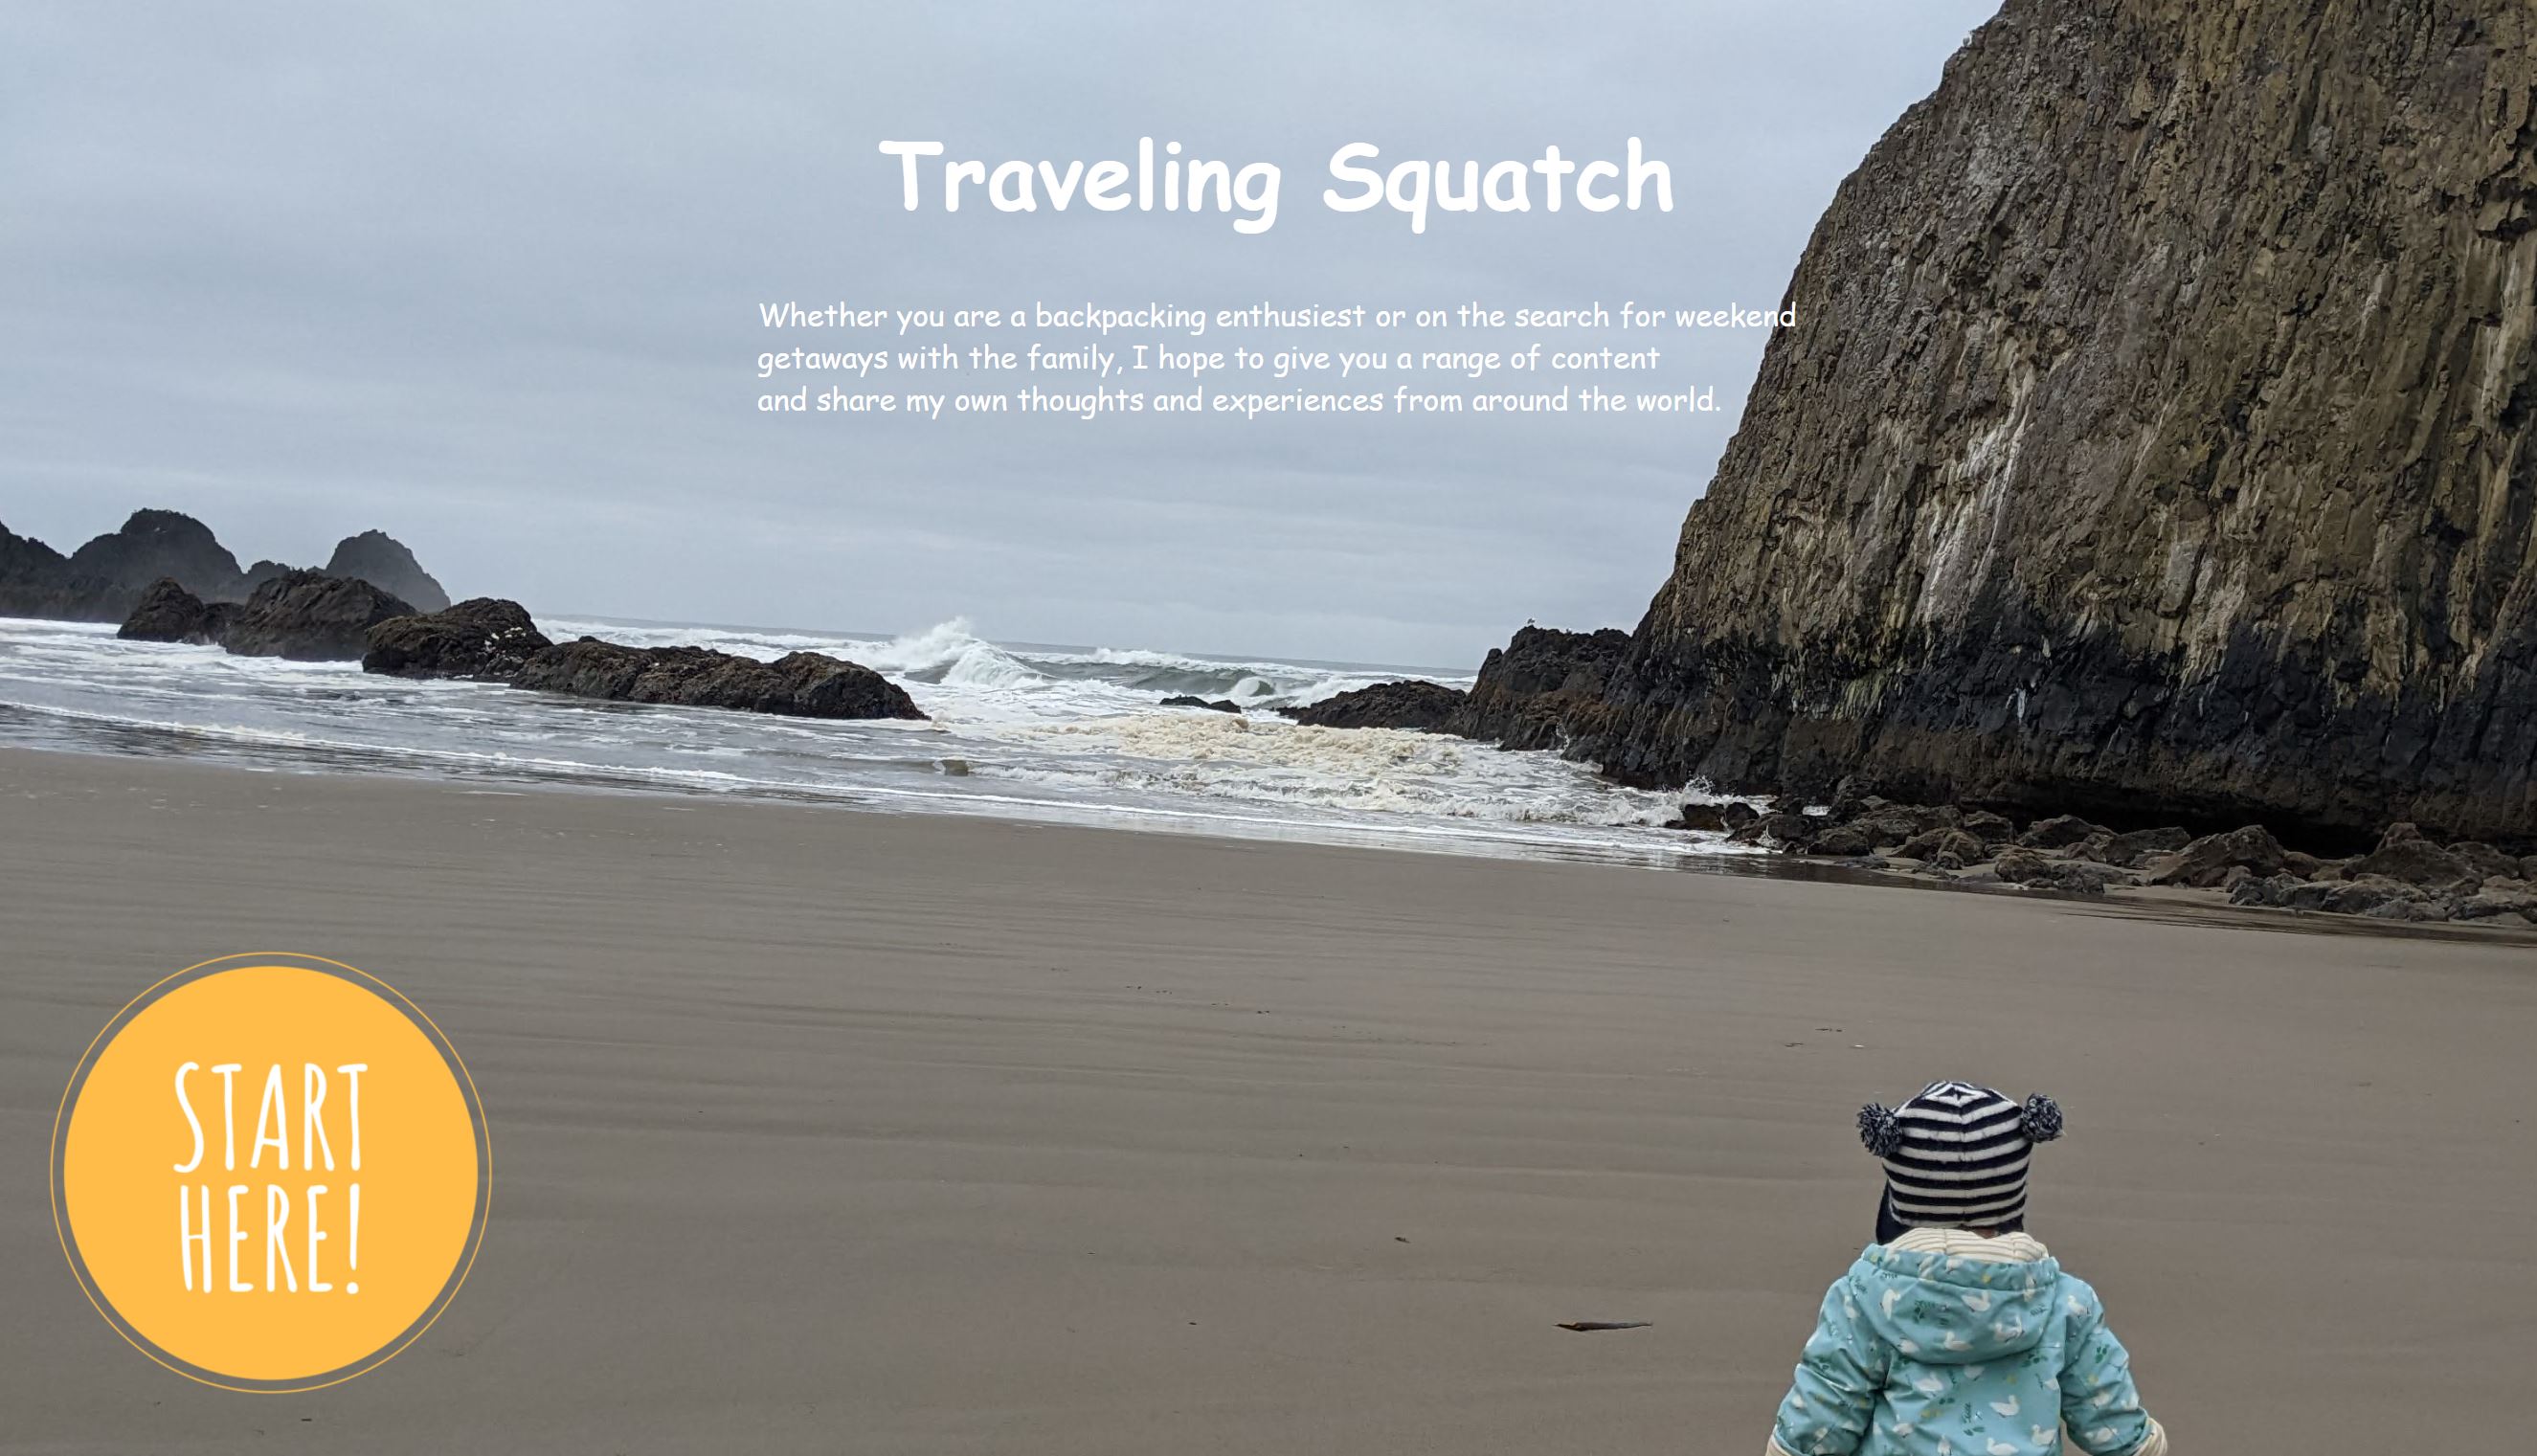 Traveling Squatch
Whether you are a backpacking enthusiest or on the search for weekend
getaways with the family, I hope to give you a range of content
and share my own thoughts and experiences from around the world.
START
HERE!